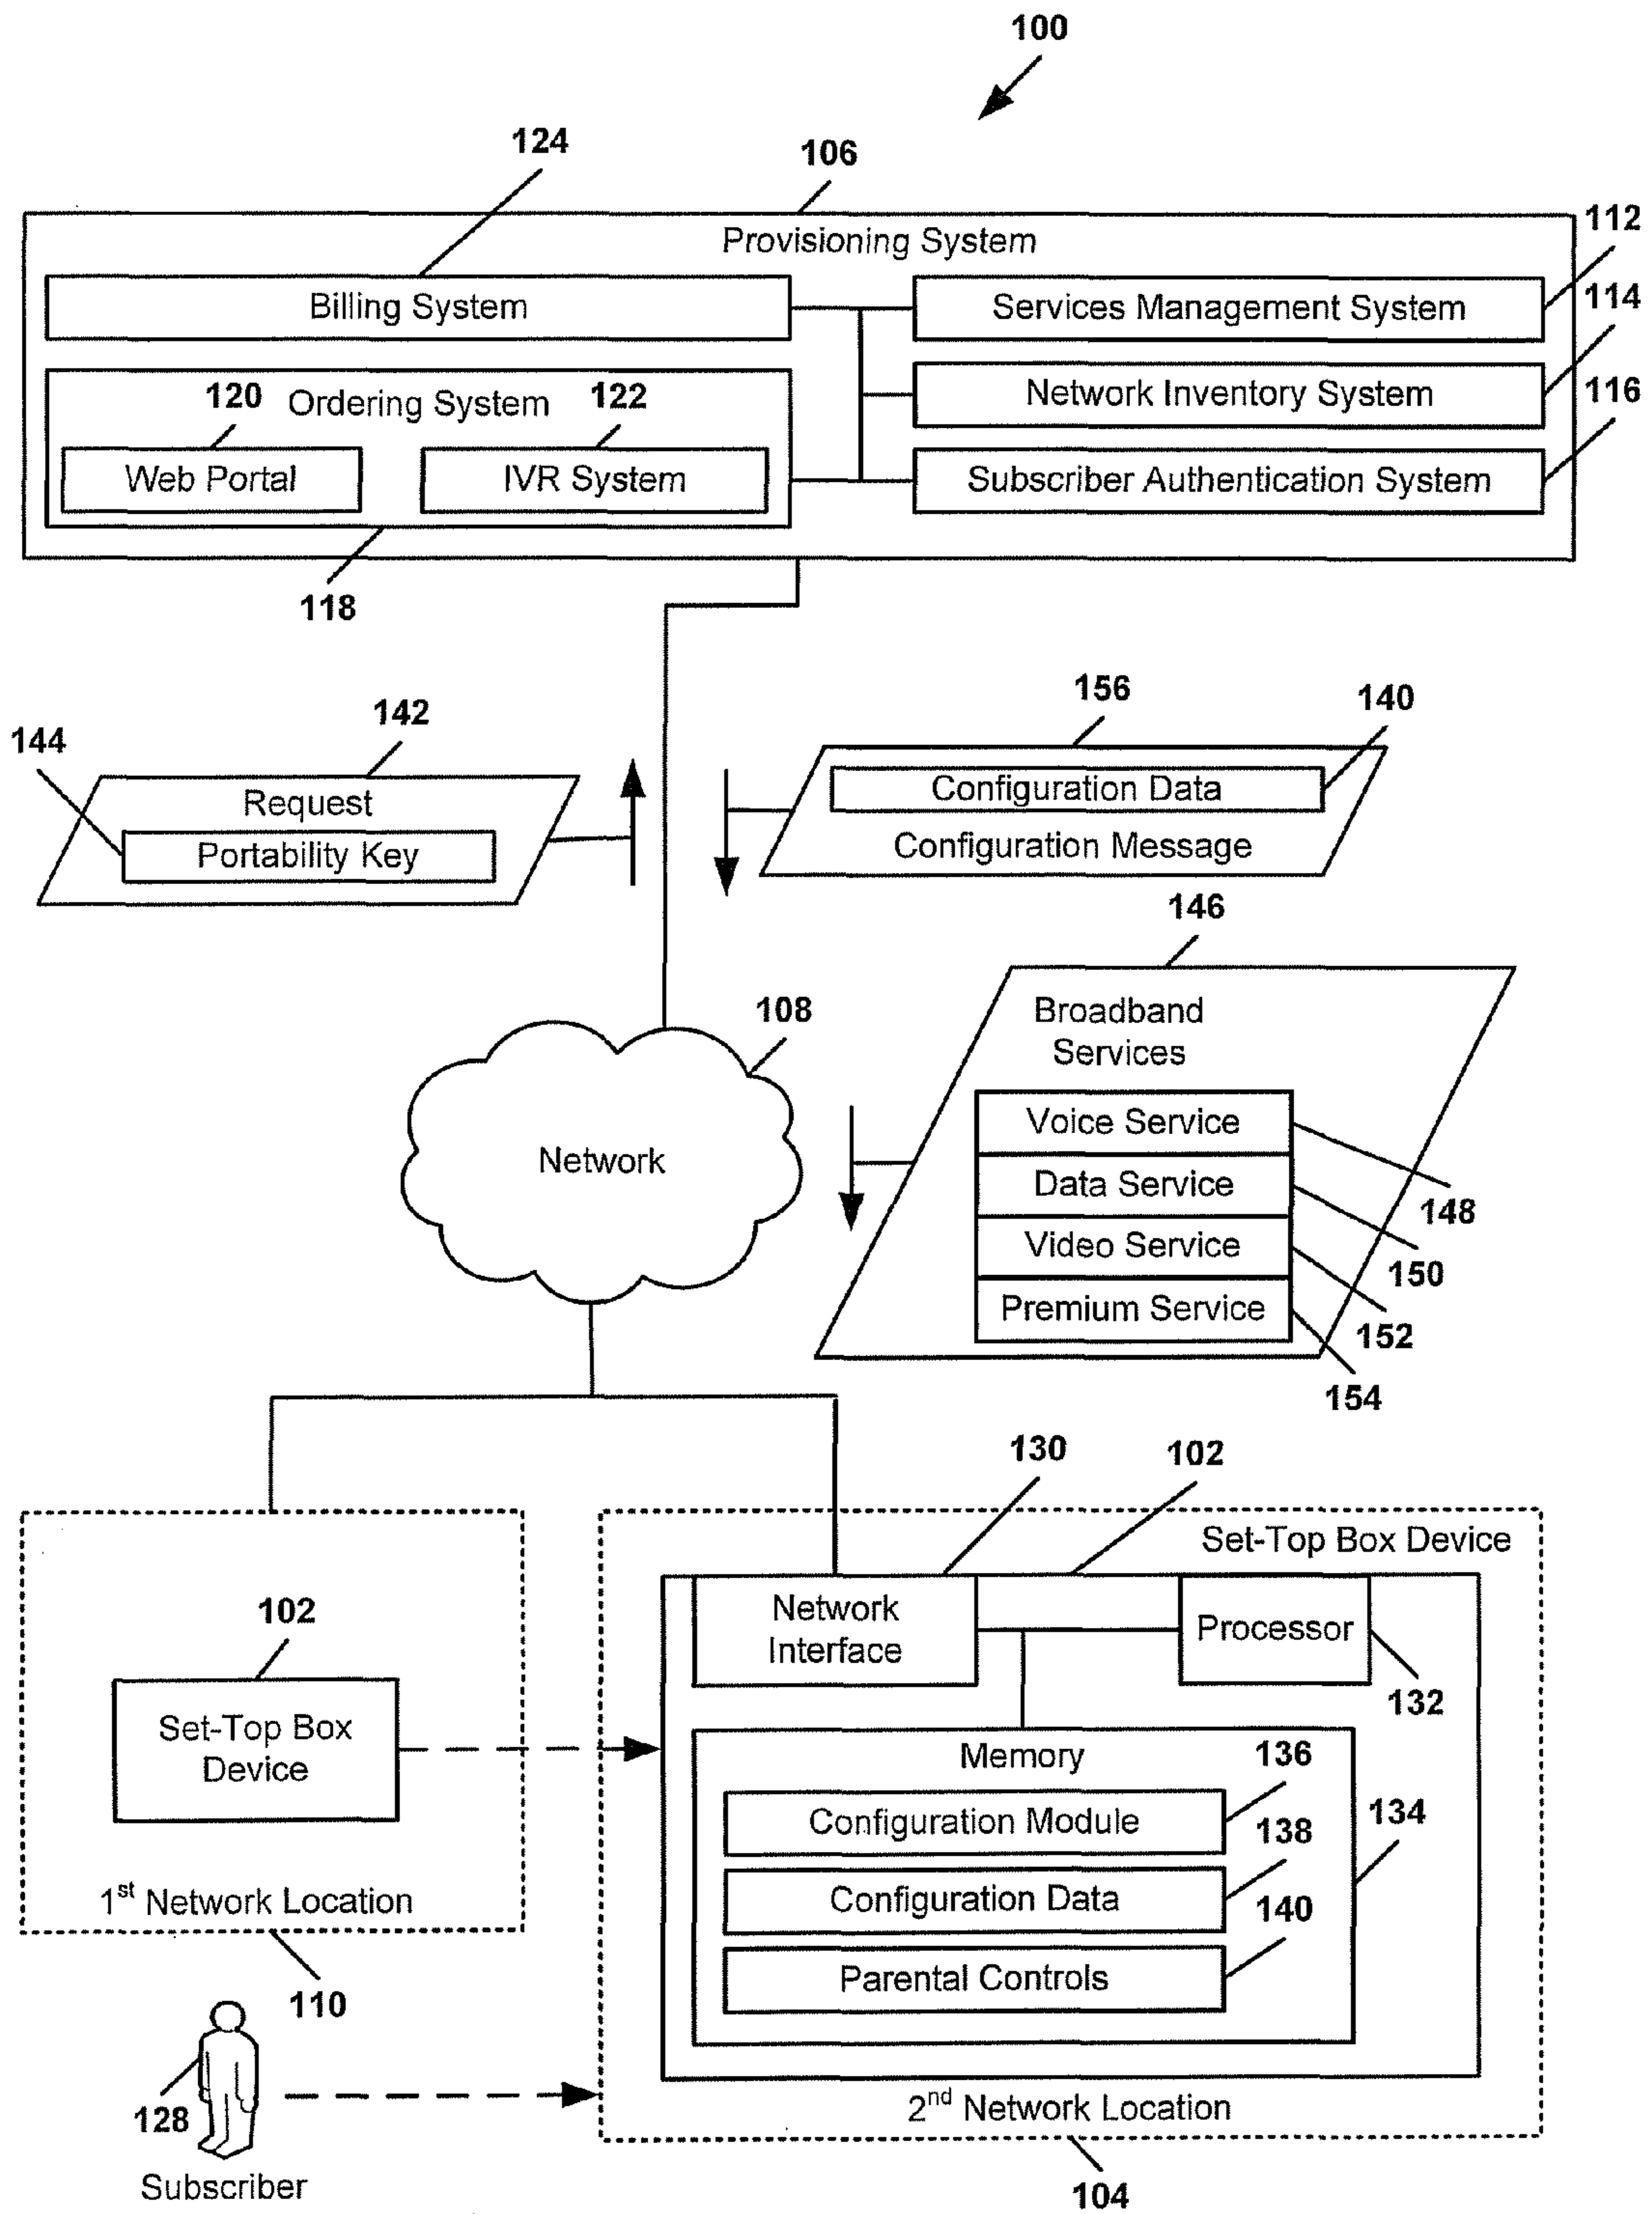 100
124
106
112
Provisioning System
Billing System
Services Management System
114
120
Ordering System
122
Network Inventory System
116
Web Portal
IVR System
Subscriber Authentication System
118
156
140
142
144
Request
Portability Key
Configuration Data
Configuration Message
146
108
Broadband
Services
Network
Voice Service
Data Service
Video Service
Premium Service
148
150
152
154
130
102
Set-Top Box Device
102
Set-Top Box
Device
1st Network Location
110
Network
Interface
Processor
132
Memory
136
Configuration Module
134
138
Configuration Data
140
Parental Controls
2nd Network Location
104
128
Subscriber